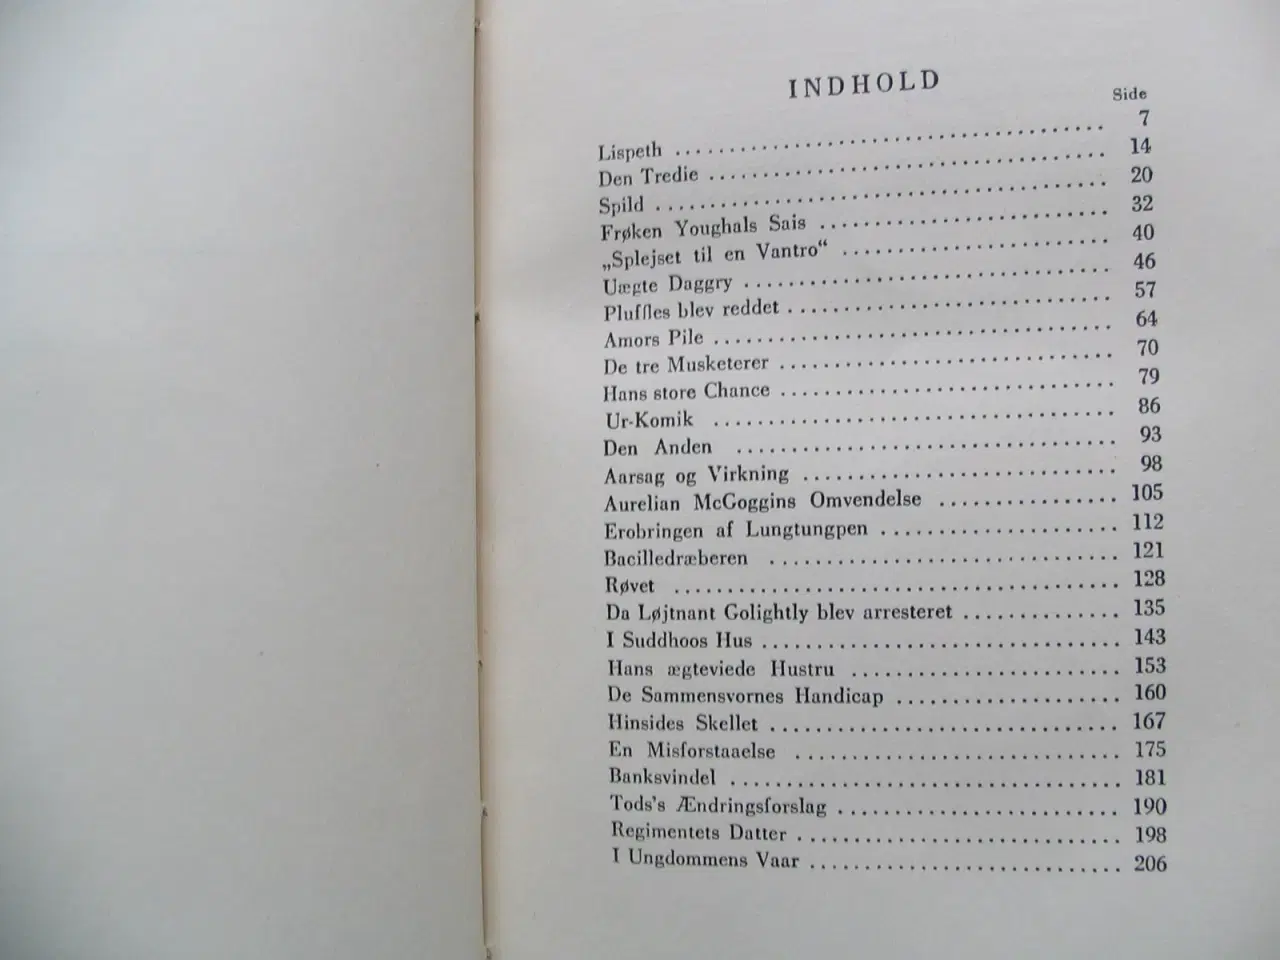 INDHOLD
Side
Lispeth ........................................ 7
Den Tredie ..................................... 14
Spild .......................................... 20
Frøken Youghals Sais ........................... 32
„Splejset til en Vantro“ ....................... 40
Uægte Daggry ................................... 46
Pluffles blev reddet ........................... 57
Amors Pile ..................................... 64
De tre Musketerer .............................. 70
Hans store Chance .............................. 79
Ur-Komik ....................................... 86
Den Anden ...................................... 93
Aarsag og Virkning ............................. 98
Aurelian McGoggins Omvendelse .................. 105
Erobringen af Lungtungpen ...................... 112
Bacilledræberen ................................ 121
Røvet .......................................... 128
Da Løjtnant Golightly blev arresteret .......... 135
I Suddhoos Hus ................................. 143
Hans ægteviede Hustru .......................... 153
De Sammensvornes Handicap ...................... 160
Hinsides Skellet ............................... 167
En Misforstaaelse .............................. 175
Banksvindel .................................... 181
Tods's Ændringsforslag ......................... 190
Regimentets Datter ............................. 198
I Ungdommens Vaar .............................. 206